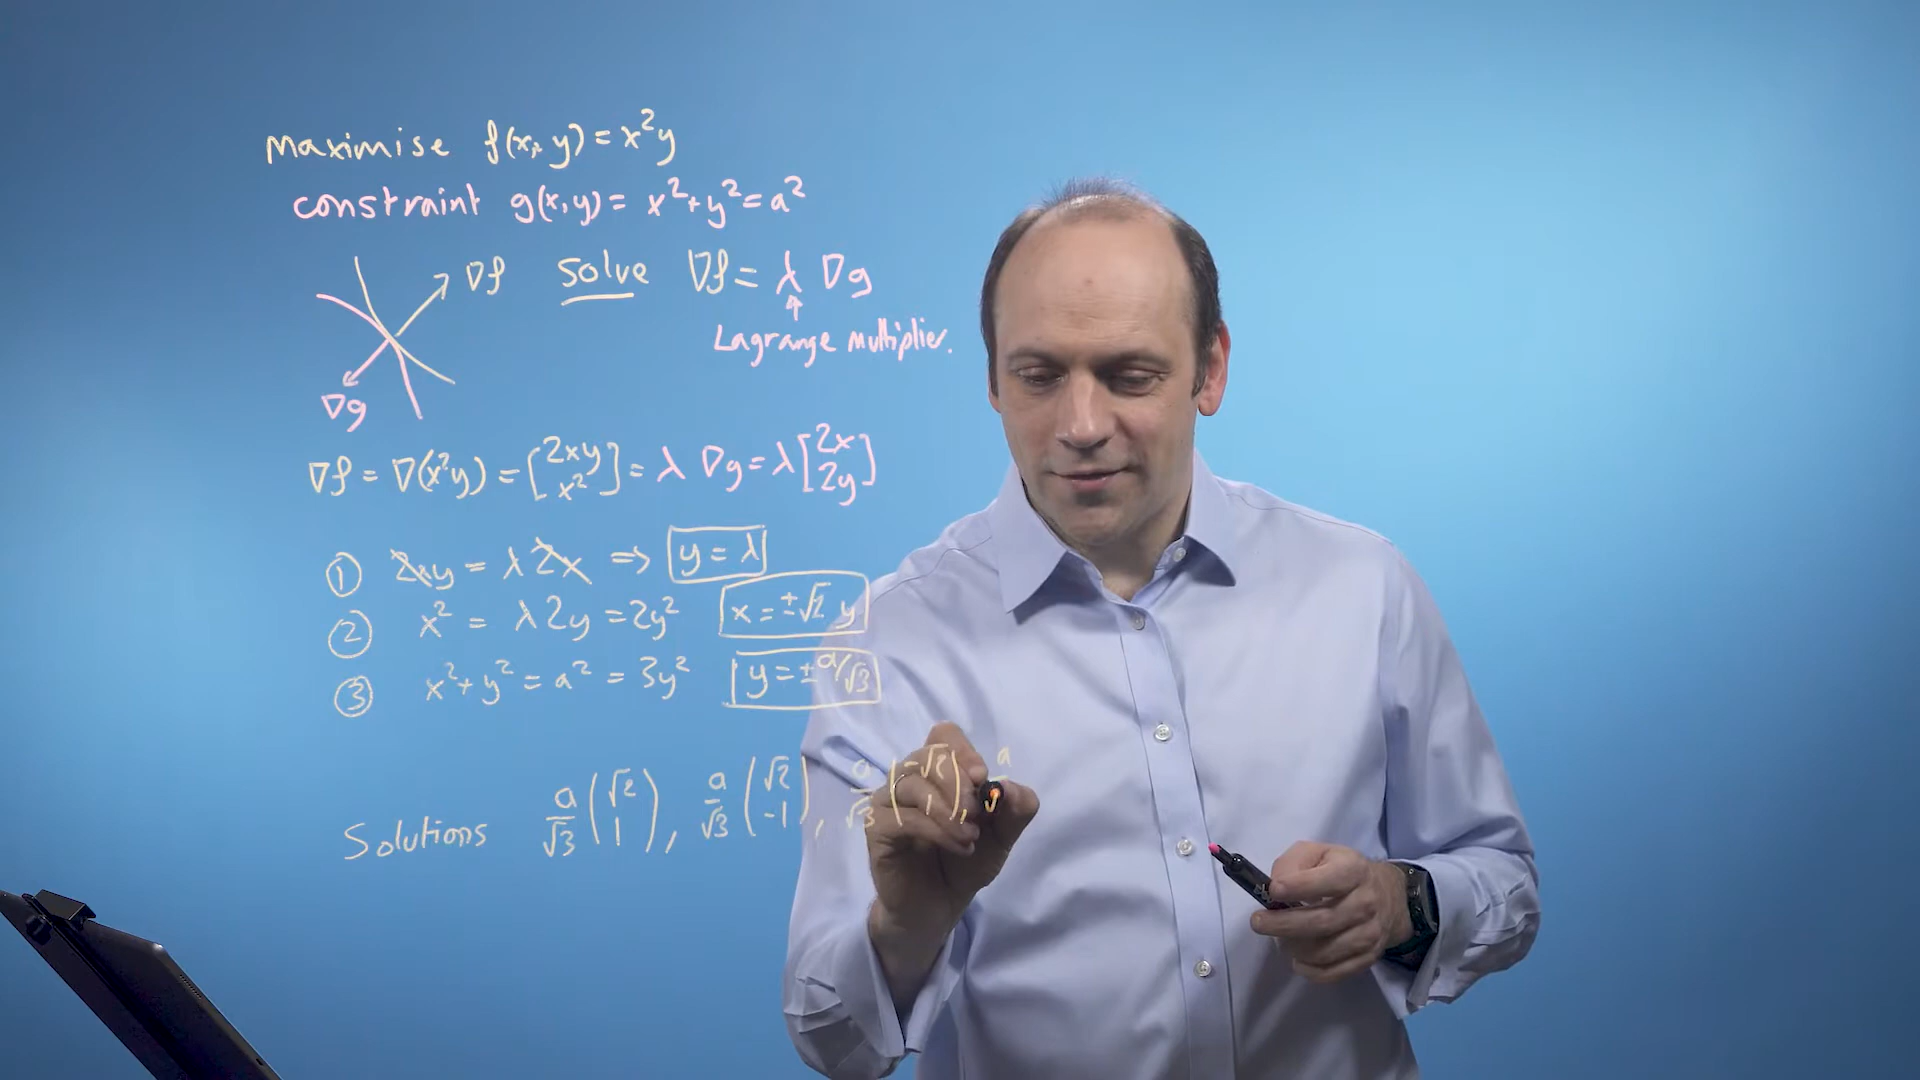 Maximise f(x, y) = x²y
constraint g(x, y) = x² + y² = a²
∇f
solve ∇f = λ ∇g
Lagrange Multiplier.
∇g
∇f = ∇(x²y) = [2xy x²] = λ ∇g = λ [2x 2y]
① 2xy = λ 2x ⇒ y = λ
② x² = λ 2y = 2y² x = ±√2 y
③ x² + y² = a² = 3y² y = ±a/√3
Solutions a/√3 (√2 1), a/√3 (√2 -1), a/√3 (-√2 1), a/√